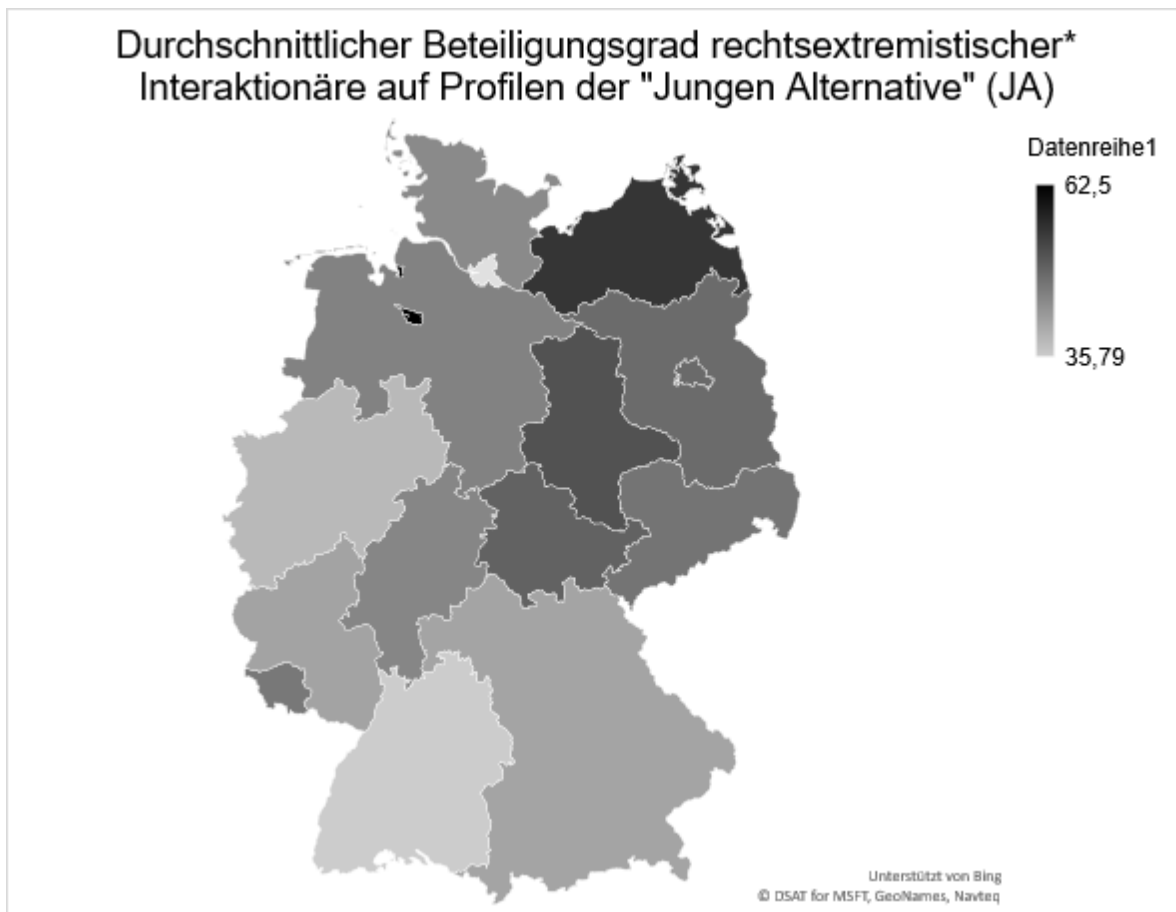 Durchschnittlicher Beteiligungsgrad rechtsextremistischer*
Interaktionäre auf Profilen der "Jungen Alternative" (JA)
Datenreihe1
62,5
35,79
Unterstützt von Bing
© DSAT for MSFT, GeoNames, Navteq